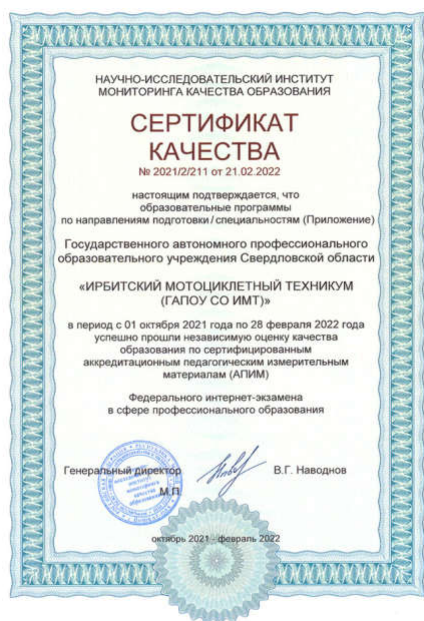 НАУЧНО-ИССЛЕДОВАТЕЛЬСКИЙ ИНСТИТУТ
МОНИТОРИНГА КАЧЕСТВА ОБРАЗОВАНИЯ
СЕРТИФИКАТ
КАЧЕСТВА
№ 2021/2/211 от 21.02.2022
настоящим подтверждается, что
образовательные программы
по направлениям подготовки/специальностям (Приложение)
Государственного автономного профессионального
образовательного учреждения Свердловской области
«ИРБИТСКИЙ МОТОЦИКЛЕТНЫЙ ТЕХНИКУМ
(ГАПОУ СО ИМТ)»
в период с 01 октября 2021 года по 28 февраля 2022 года
успешно прошли независимую оценку качества
образования по сертифицированным
аккредитационным педагогическим измерительным
материалам (АПИМ)
Федерального интернет-экзамена
в сфере профессионального образования
Генеральный директор
В.Г. Наводнов
М.П.
октябрь 2021 - февраль 2022